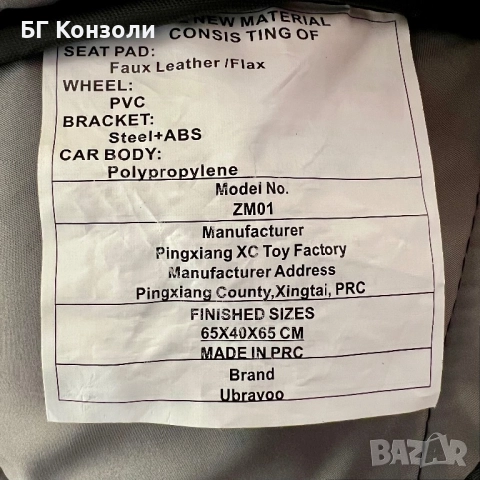 БГ Конзоли
NEW MATERIAL
CONSISTING OF
SEAT PAD:
Faux Leather /Flax
WHEEL:
PVC
BRACKET:
Steel+ABS
CAR BODY:
Polypropylene
Model No.
ZM01
Manufacturer
Pingxiang XC Toy Factory
Manufacturer Address
Pingxiang County,Xingtai, PRC
FINISHED SIZES
65X40X65 CM
MADE IN PRC
Brand
Ubravoo
BAZAR